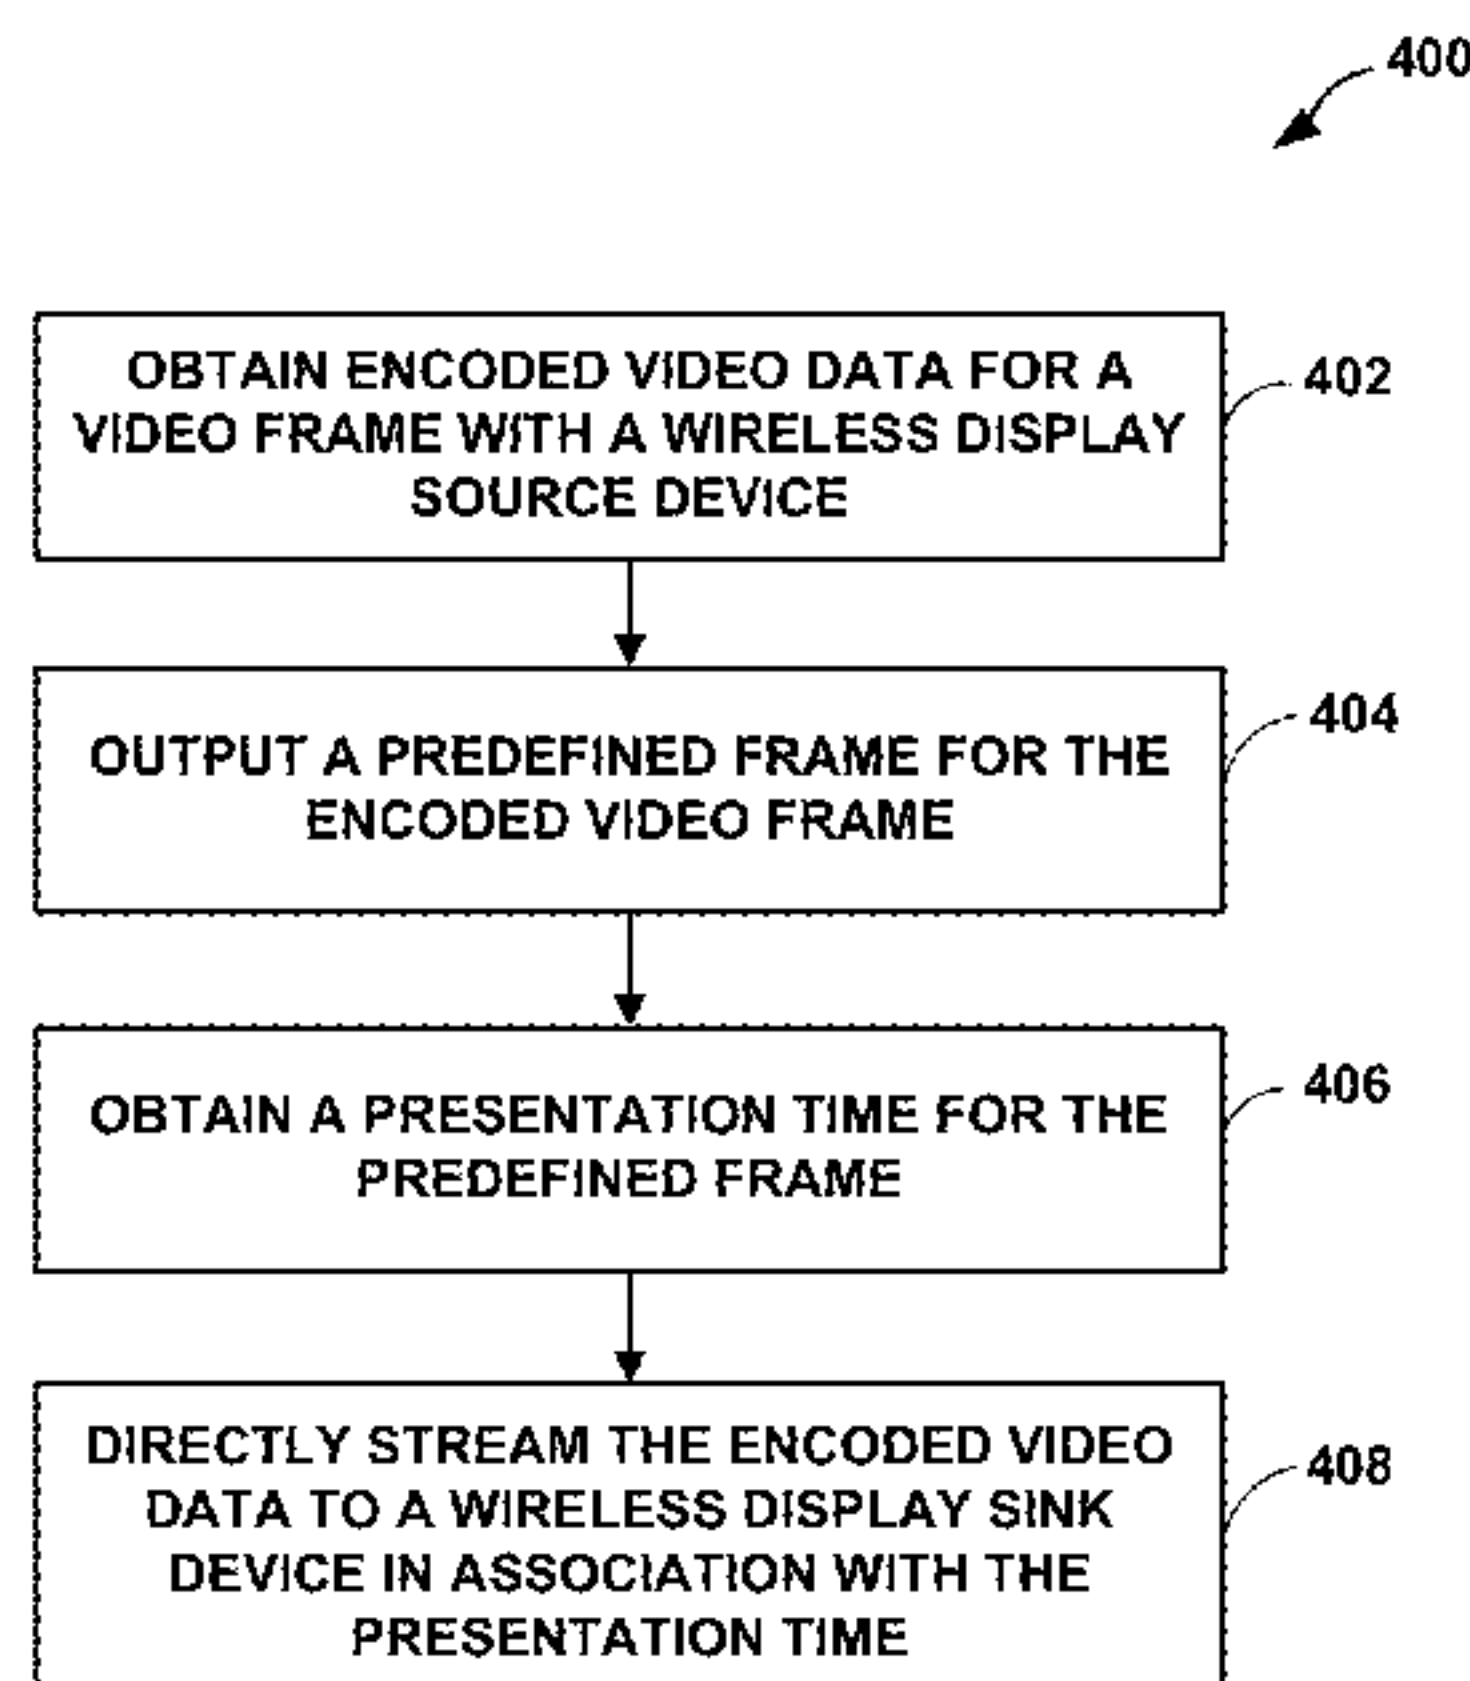 400
OBTAIN ENCODED VIDEO DATA FOR A
VIDEO FRAME WITH A WIRELESS DISPLAY
SOURCE DEVICE
402
OUTPUT A PREDEFINED FRAME FOR THE
ENCODED VIDEO FRAME
404
OBTAIN A PRESENTATION TIME FOR THE
PREDEFINED FRAME
406
DIRECTLY STREAM THE ENCODED VIDEO
DATA TO A WIRELESS DISPLAY SINK
DEVICE IN ASSOCIATION WITH THE
PRESENTATION TIME
408